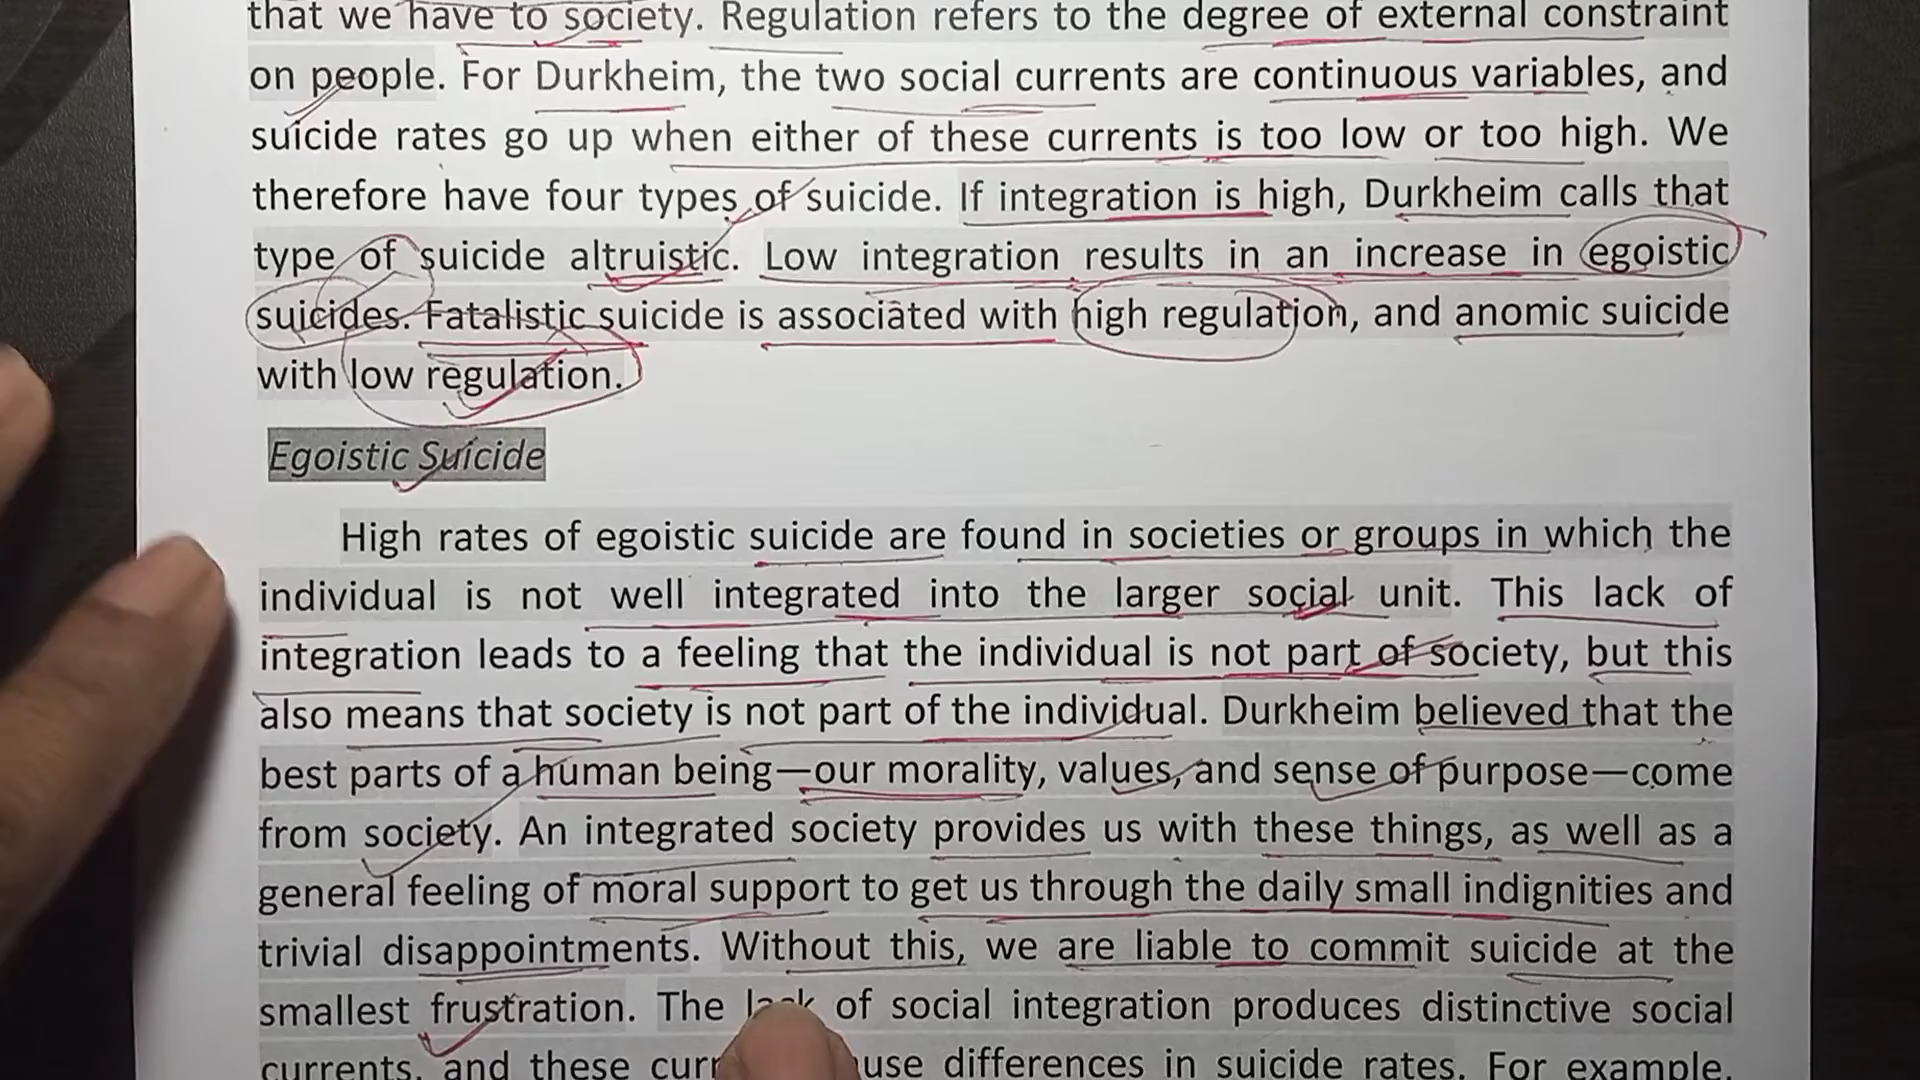 that we have to society. Regulation refers to the degree of external constraint
on people. For Durkheim, the two social currents are continuous variables, and
suicide rates go up when either of these currents is too low or too high. We
therefore have four types of suicide. If integration is high, Durkheim calls that
type of suicide altruistic. Low integration results in an increase in egoistic
suicides. Fatalistic suicide is associated with high regulation, and anomic suicide
with low regulation.
Egoistic Suicide
High rates of egoistic suicide are found in societies or groups in which the
individual is not well integrated into the larger social unit. This lack of
integration leads to a feeling that the individual is not part of society, but this
also means that society is not part of the individual. Durkheim believed that the
best parts of a human being—our morality, values, and sense of purpose—come
from society. An integrated society provides us with these things, as well as a
general feeling of moral support to get us through the daily small indignities and
trivial disappointments. Without this, we are liable to commit suicide at the
smallest frustration. The lack of social integration produces distinctive social
currents, and these differences in suicide rates. For example,